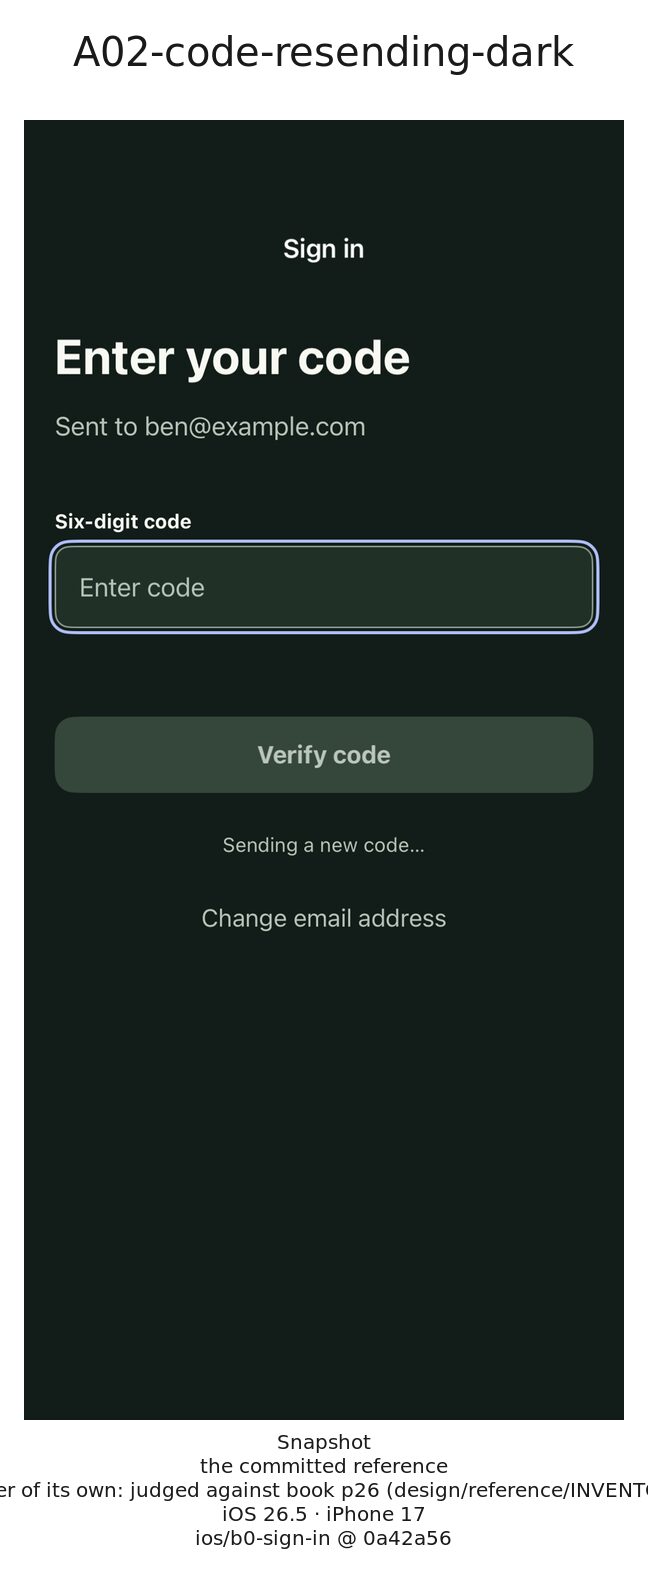 A02-code-resending-dark
Sign in
Enter your code
Sent to ben@example.com
Six-digit code
Enter code
Verify code
Sending a new code...
Change email address
Snapshot
the committed reference
of its own: judged against book p26 (design/reference/
iOS 26.5 · iPhone 17
ios/b0-sign-in @ 0a42a56